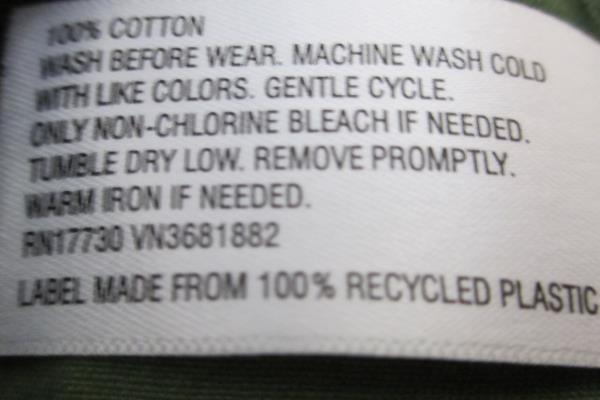 100% COTTON
WASH BEFORE WEAR. MACHINE WASH COLD
WITH LIKE COLORS. GENTLE CYCLE.
ONLY NON-CHLORINE BLEACH IF NEEDED.
TUMBLE DRY LOW. REMOVE PROMPTLY.
WARM IRON IF NEEDED.
RN17730 VN3681882
LABEL MADE FROM 100% RECYCLED PLASTIC